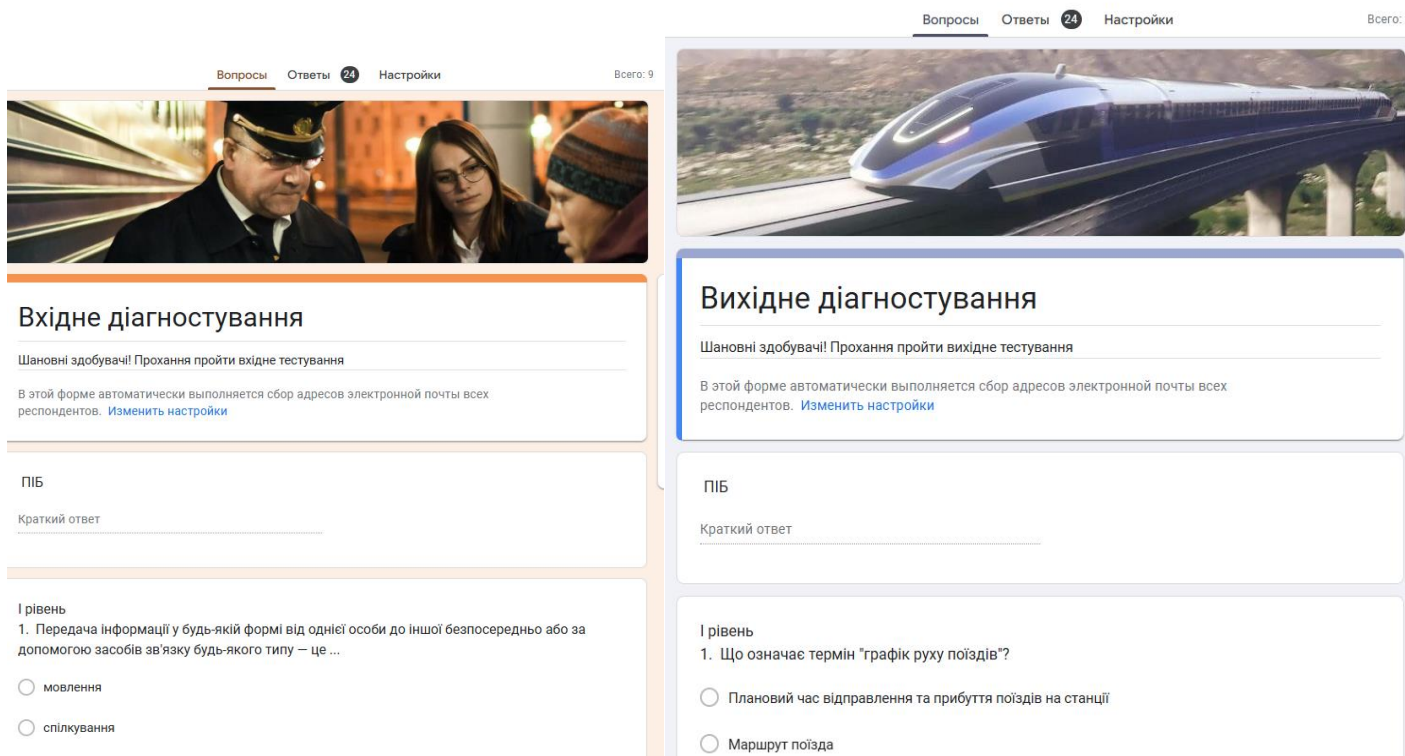 Вопросы Ответы 24 Настройки Всего: 9
Вхідне діагностування
Шановні здобувачі! Прохання пройти вхідне тестування
В этой форме автоматически выполняется сбор адресов электронной почты всех
респондентов. Изменить настройки
ПІБ
Краткий ответ
І рівень
1. Передача інформації у будь-якій формі від однієї особи до іншої безпосередньо або за
допомогою засобів зв'язку будь-якого типу — це ...
мовлення
спілкування
Вопросы Ответы 24 Настройки Всего:
Вихідне діагностування
Шановні здобувачі! Прохання пройти вихідне тестування
В этой форме автоматически выполняется сбор адресов электронной почты всех
респондентов. Изменить настройки
ПІБ
Краткий ответ
І рівень
1. Що означає термін "графік руху поїздів"?
Плановий час відправлення та прибуття поїздів на станції
Маршрут поїзда